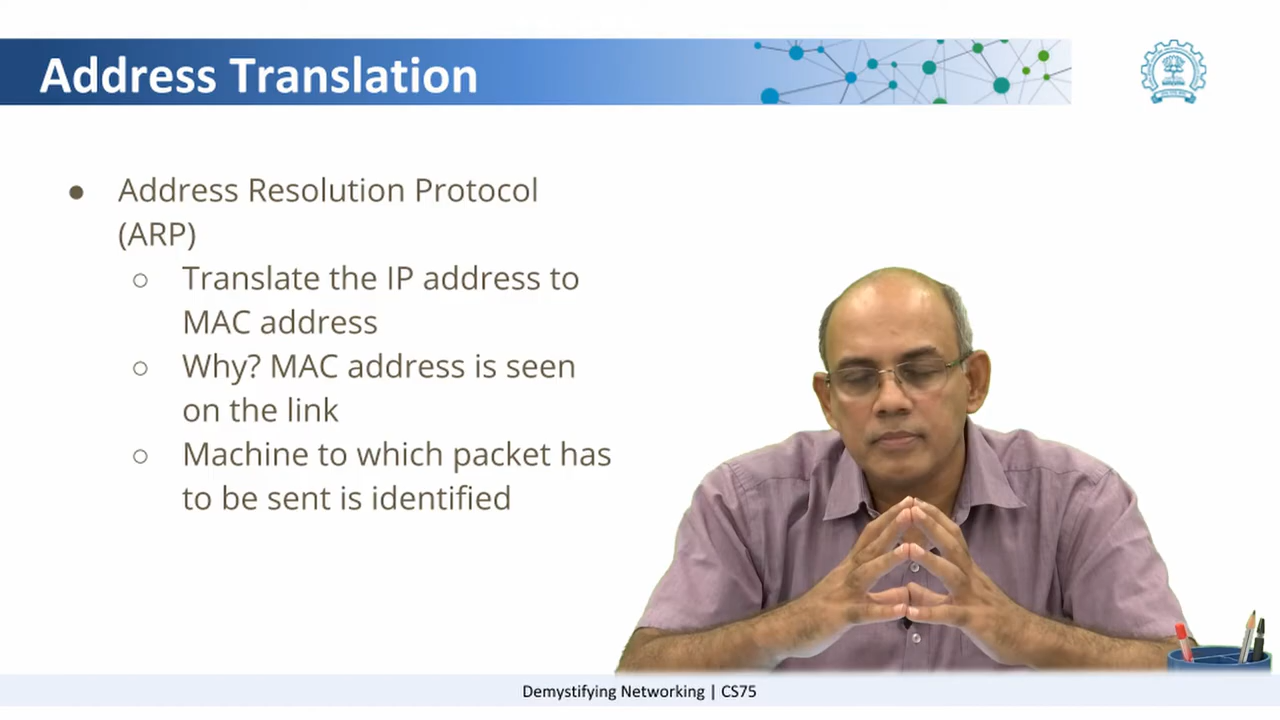 Address Translation
● Address Resolution Protocol
(ARP)
○ Translate the IP address to
MAC address
○ Why? MAC address is seen
on the link
○ Machine to which packet has
to be sent is identified
Demystifying Networking | CS75